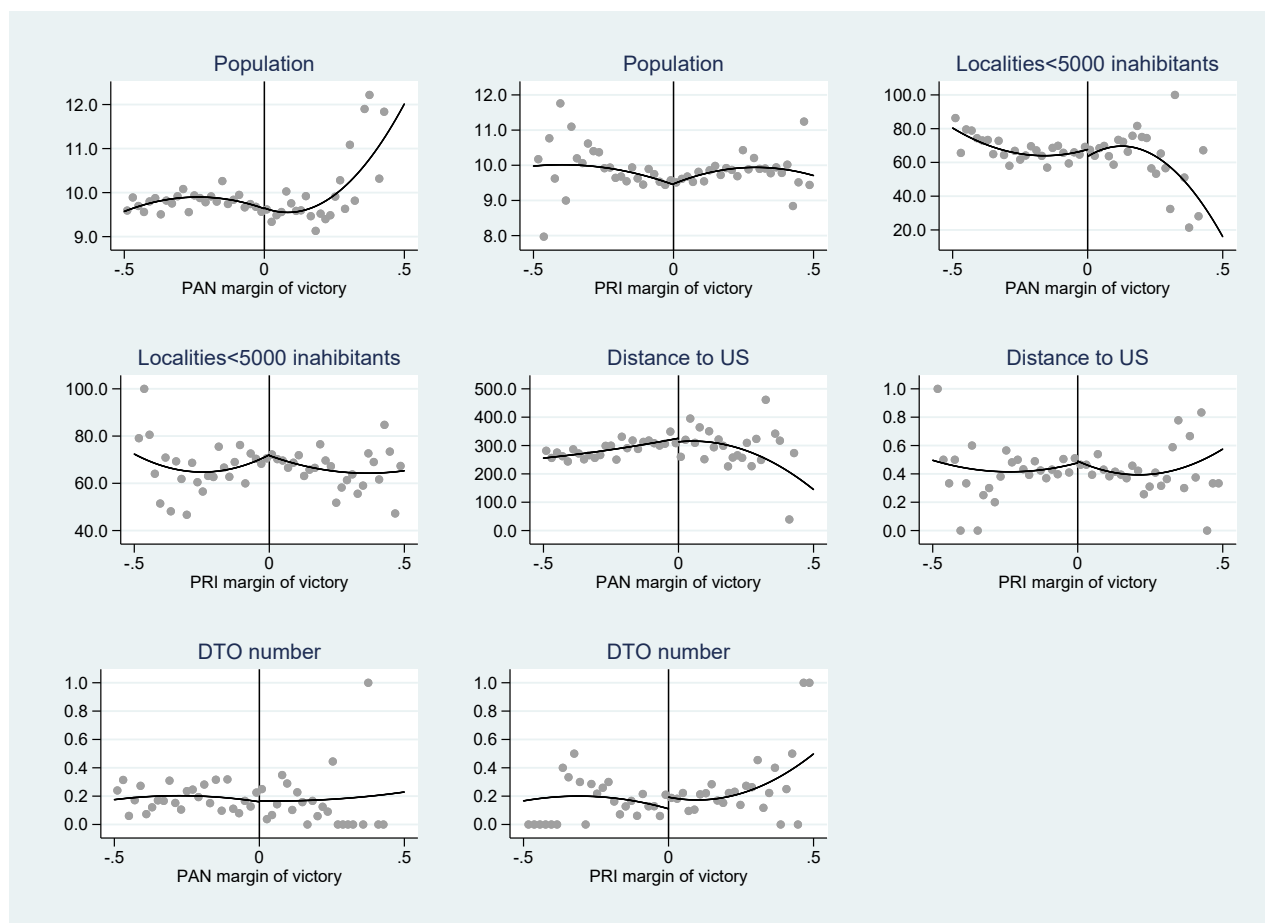 Population
12.0
11.0
10.0
9.0
-.5 0 .5
PAN margin of victory
Population
12.0
11.0
10.0
9.0
8.0
-.5 0 .5
PRI margin of victory
Localities<5000 inahibitants
100.0
80.0
60.0
40.0
20.0
-.5 0 .5
PAN margin of victory
Localities<5000 inahibitants
100.0
80.0
60.0
40.0
-.5 0 .5
PRI margin of victory
Distance to US
500.0
400.0
300.0
200.0
100.0
0.0
-.5 0 .5
PAN margin of victory
Distance to US
1.0
0.8
0.6
0.4
0.2
0.0
-.5 0 .5
PRI margin of victory
DTO number
1.0
0.8
0.6
0.4
0.2
0.0
-.5 0 .5
PAN margin of victory
DTO number
1.0
0.8
0.6
0.4
0.2
0.0
-.5 0 .5
PRI margin of victory